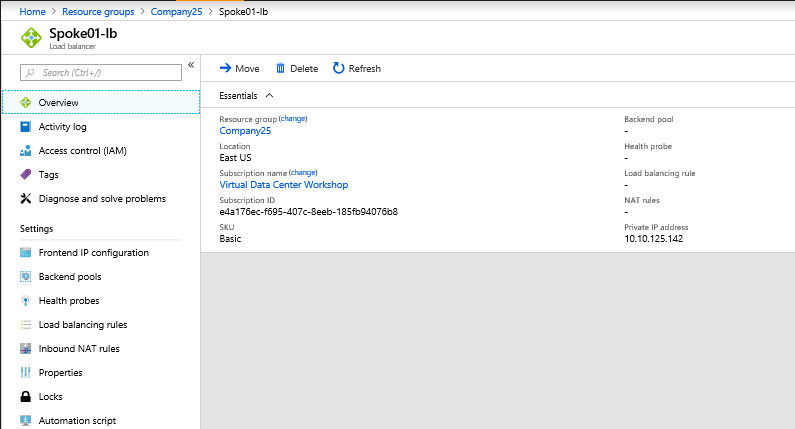 Home > Resource groups > Company25 > Spoke01-lb
Spoke01-lb
Load balancer
Search (Ctrl+/)
Overview
Activity log
Access control (IAM)
Tags
Diagnose and solve problems
Settings
Frontend IP configuration
Backend pools
Health probes
Load balancing rules
Inbound NAT rules
Properties
Locks
Automation script
Move Delete Refresh
Essentials
Resource group (change)
Company25
Location
East US
Subscription name (change)
Virtual Data Center Workshop
Subscription ID
e4a176ec-f695-407c-8eeb-185fb94076b8
SKU
Basic
Backend pool
-
Health probe
-
Load balancing rule
-
NAT rules
-
Private IP address
10.10.125.142